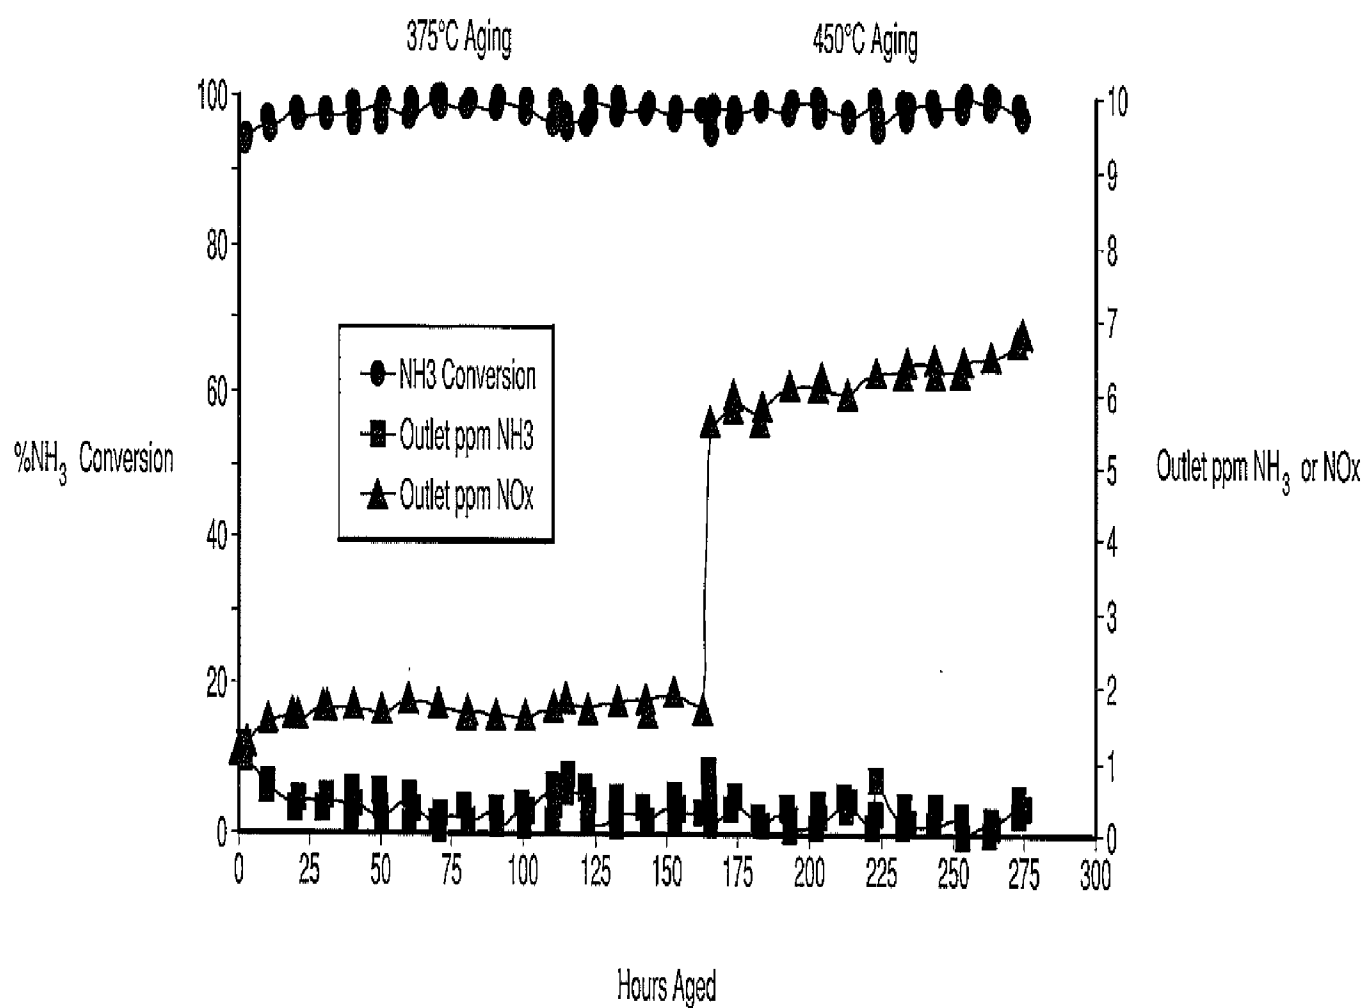 375°C Aging 450°C Aging
100
80
60
40
20
0
%NH3 Conversion
NH3 Conversion
Outlet ppm NH3
Outlet ppm NOx
10
9
8
7
6
5
4
3
2
1
0
Outlet ppm NH3 or NOx
0 25 50 75 100 125 150 175 200 225 250 275 300
Hours Aged